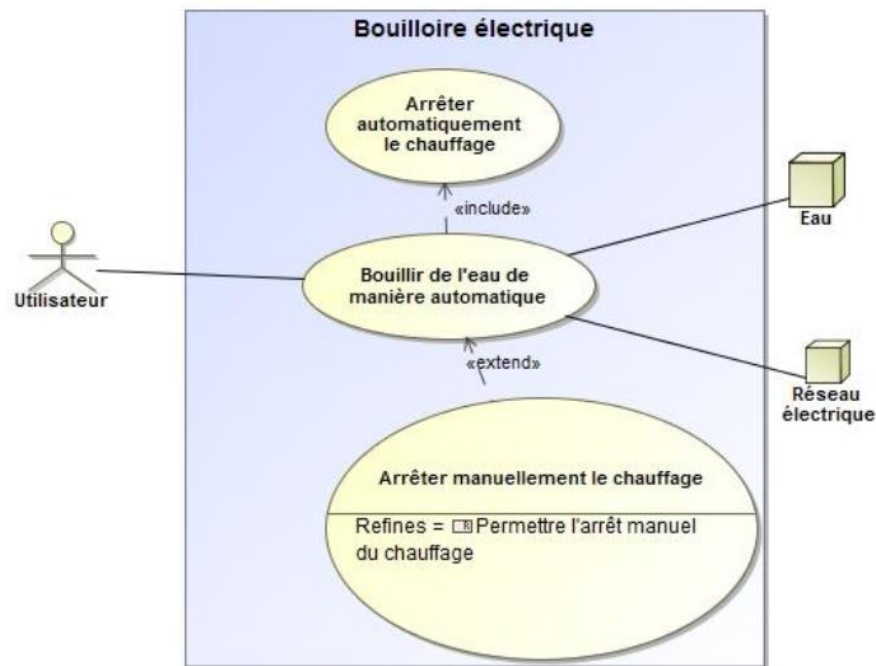 Bouilloire électrique
Arrêter
automatiquement
le chauffage
«include»
Eau
Bouillir de l'eau de
manière automatique
Utilisateur
«extend»
Réseau
électrique
Arrêter manuellement le chauffage
Refines = Permettre l'arrêt manuel
du chauffage